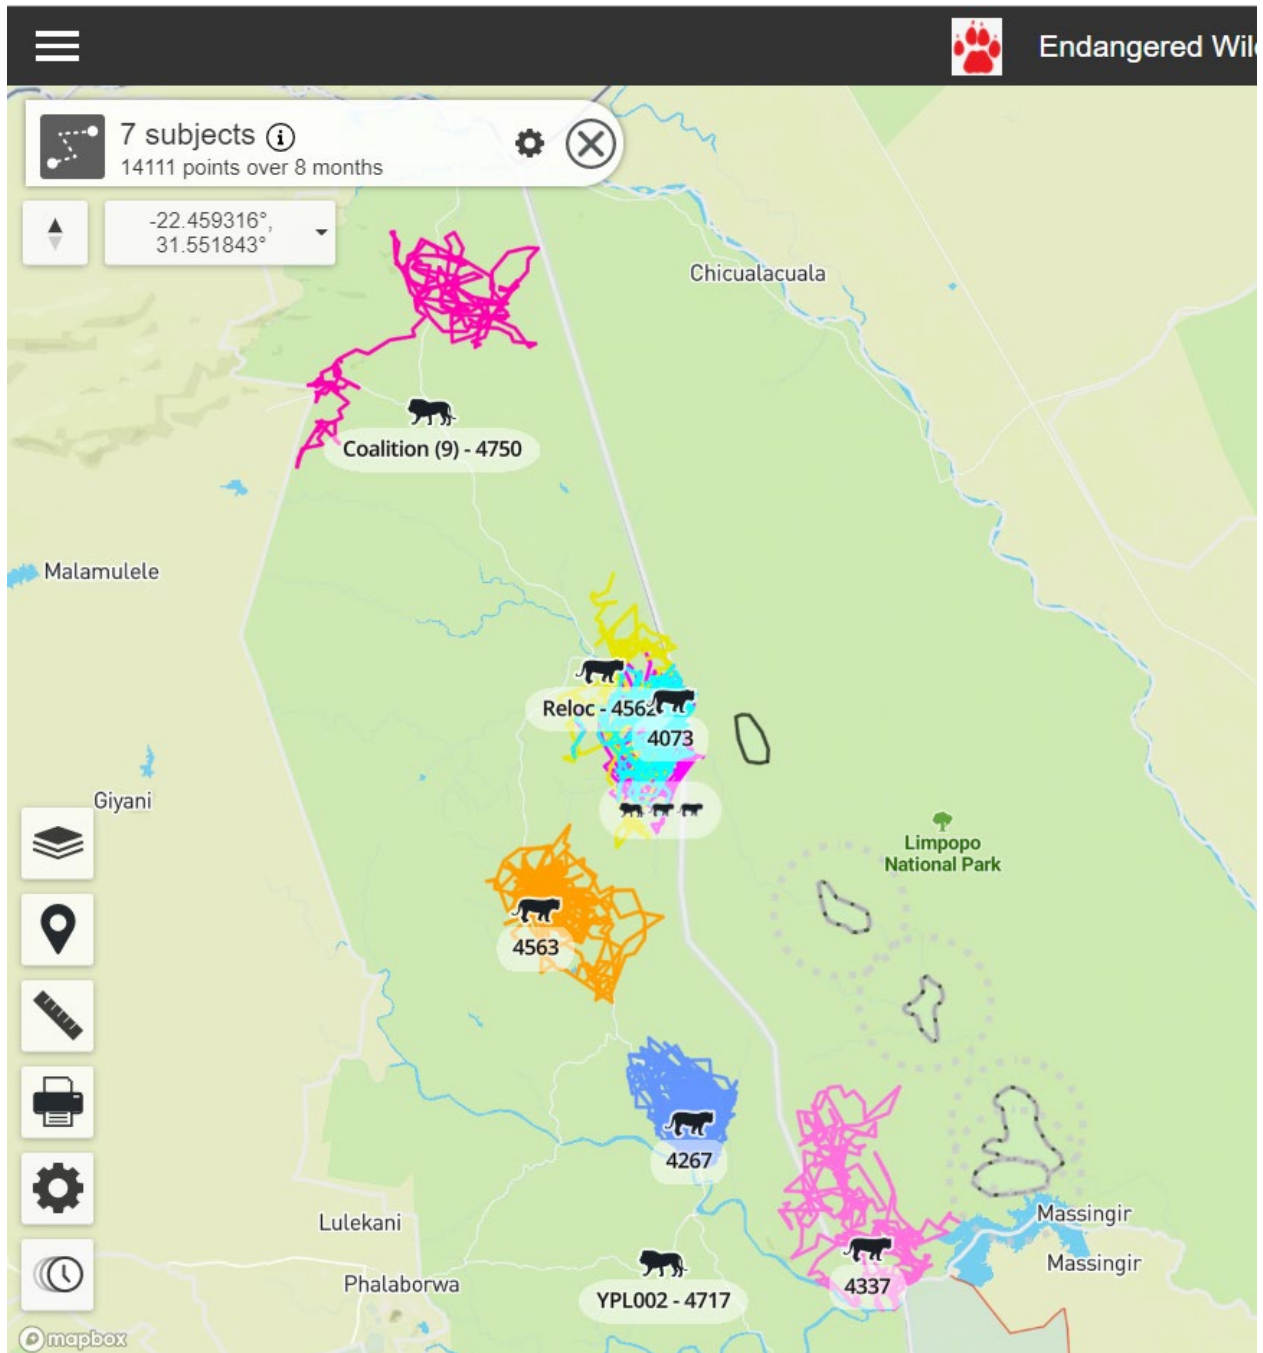 Endangered Wil
7 subjects
14111 points over 8 months
-22.459316°,
31.551843°
Chicualacuala
Coalition (9) - 4750
Malamulele
Reloc - 4562
4073
Giyani
Limpopo
National Park
4563
4267
Lulekani
Massingir
Massingir
Phalaborwa
YPL002 - 4717
4337
mapbox